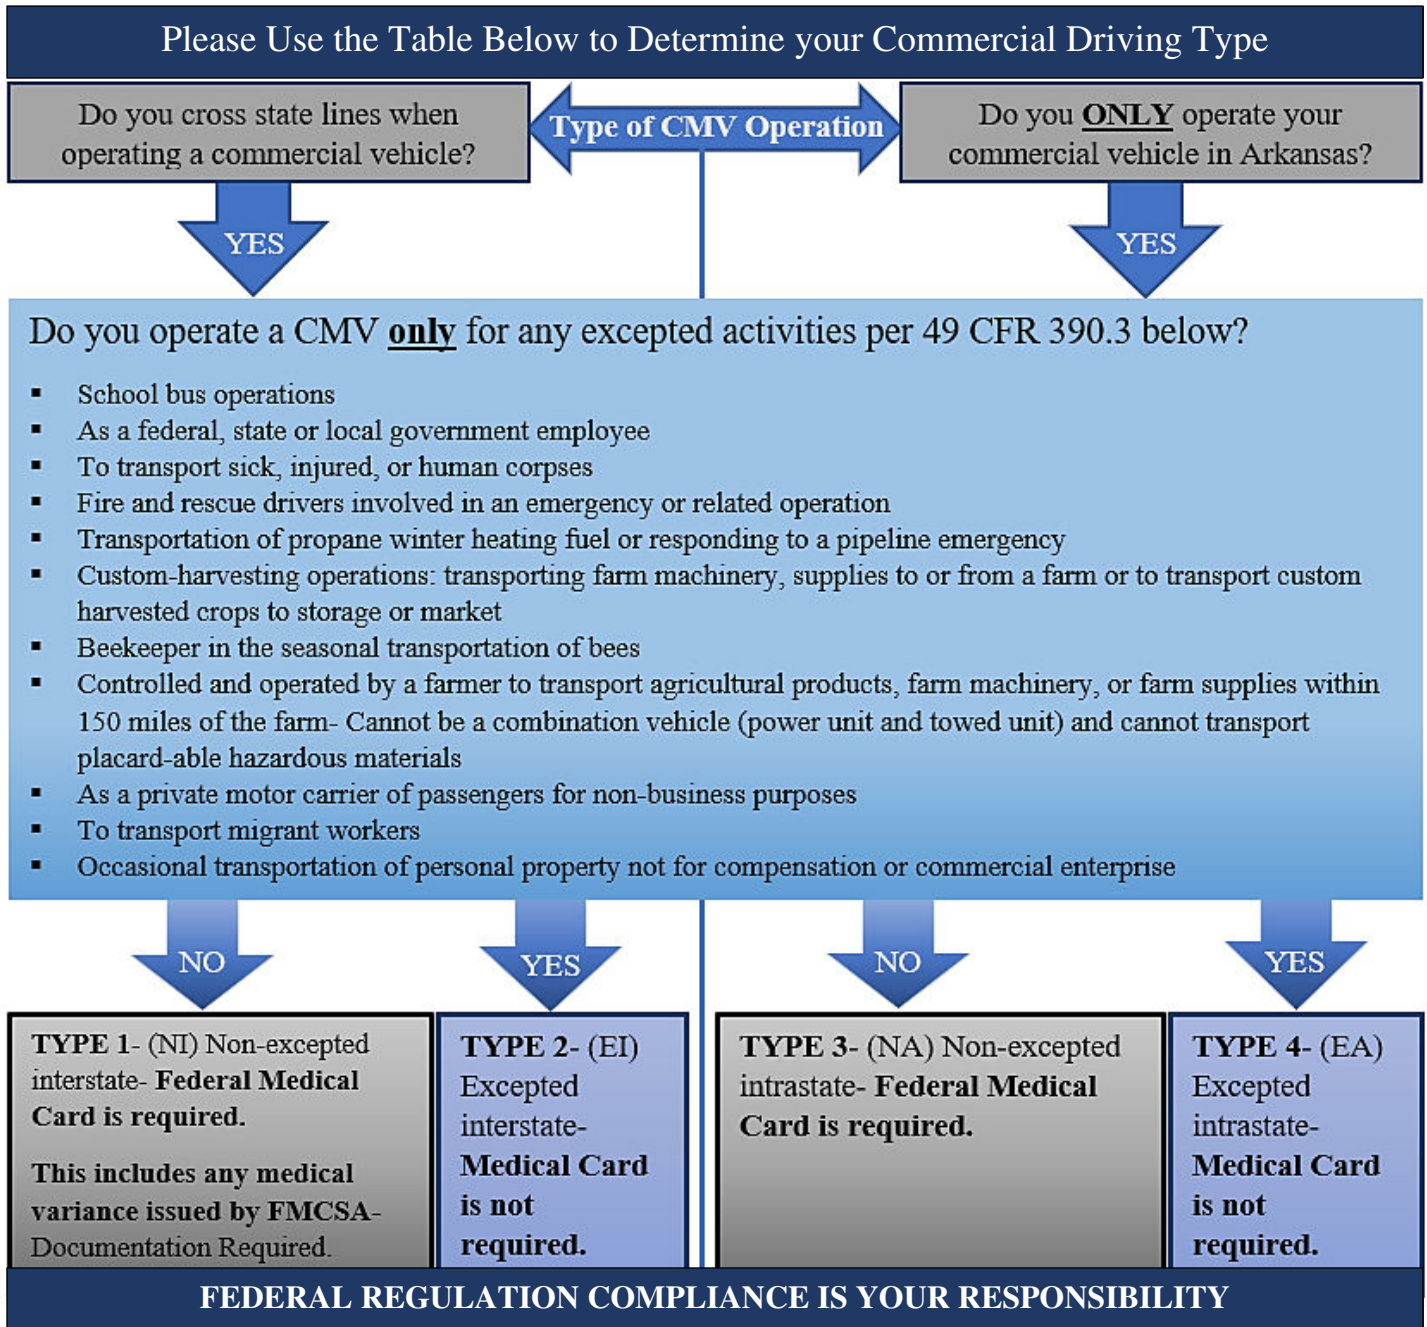 Please Use the Table Below to Determine your Commercial Driving Type
Do you cross state lines when
operating a commercial vehicle?
Type of CMV Operation
Do you ONLY operate your
commercial vehicle in Arkansas?
YES
YES
Do you operate a CMV only for any excepted activities per 49 CFR 390.3 below?
▪ School bus operations
▪ As a federal, state or local government employee
▪ To transport sick, injured, or human corpses
▪ Fire and rescue drivers involved in an emergency or related operation
▪ Transportation of propane winter heating fuel or responding to a pipeline emergency
▪ Custom-harvesting operations: transporting farm machinery, supplies to or from a farm or to transport custom
harvested crops to storage or market
▪ Beekeeper in the seasonal transportation of bees
▪ Controlled and operated by a farmer to transport agricultural products, farm machinery, or farm supplies within
150 miles of the farm- Cannot be a combination vehicle (power unit and towed unit) and cannot transport
placard-able hazardous materials
▪ As a private motor carrier of passengers for non-business purposes
▪ To transport migrant workers
▪ Occasional transportation of personal property not for compensation or commercial enterprise
NO
YES
NO
YES
TYPE 1- (NI) Non-excepted
interstate- Federal Medical
Card is required.
This includes any medical
variance issued by FMCSA-
Documentation Required.
TYPE 2- (EI)
Excepted
interstate-
Medical Card
is not
required.
TYPE 3- (NA) Non-excepted
intrastate- Federal Medical
Card is required.
TYPE 4- (EA)
Excepted
intrastate-
Medical Card
is not
required.
FEDERAL REGULATION COMPLIANCE IS YOUR RESPONSIBILITY